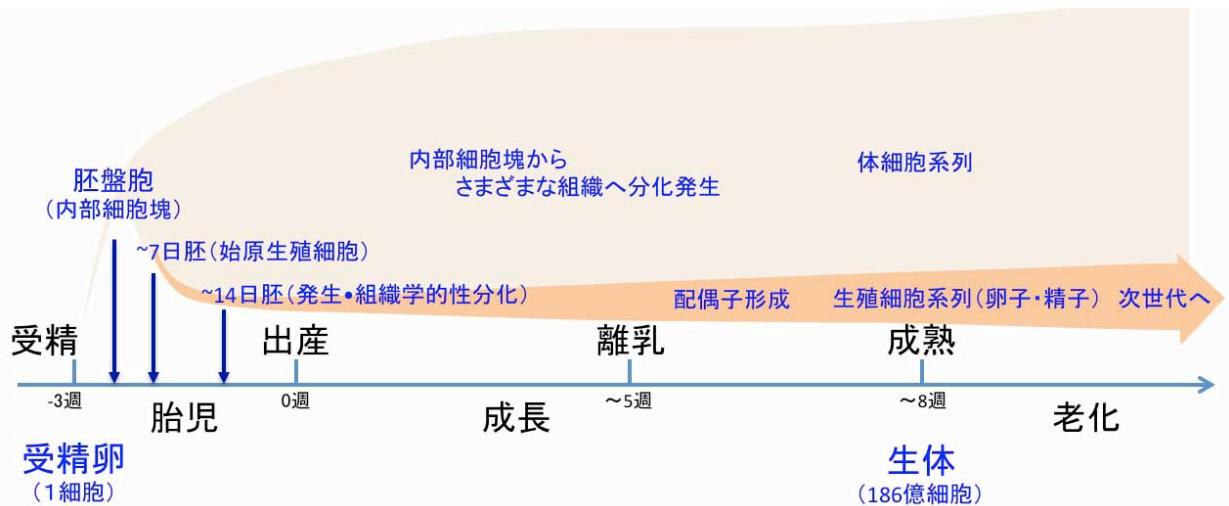 内部細胞塊から
さまざまな組織へ分化発生
体細胞系列
胚盤胞
（内部細胞塊）
~7日胚（始原生殖細胞）
~14日胚（発生•組織学的性分化）
配偶子形成
生殖細胞系列（卵子・精子）
次世代へ
受精
出産
離乳
成熟
-3週
0週
～5週
～8週
胎児
成長
老化
受精卵
（１細胞）
生体
（186億細胞）